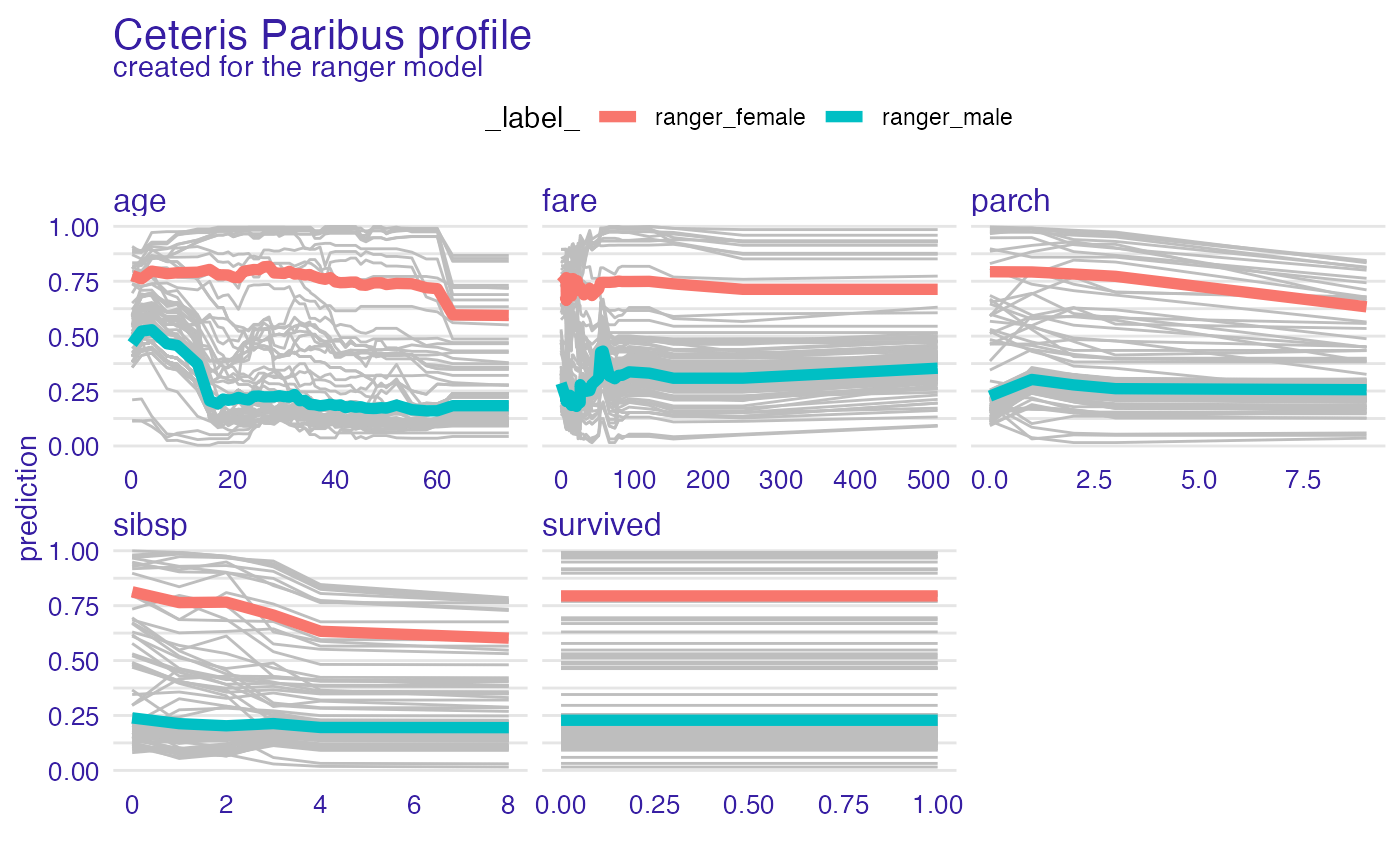 Ceteris Paribus profile
created for the ranger model
_label_ ranger_female ranger_male
age fare parch
1.00
0.75
0.50
0.25
0.00
0 20 40 60 0 100 200 300 400 500 0.0 2.5 5.0 7.5
prediction
sibsp survived
1.00
0.75
0.50
0.25
0.00
0 2 4 6 8 0.00 0.25 0.50 0.75 1.00